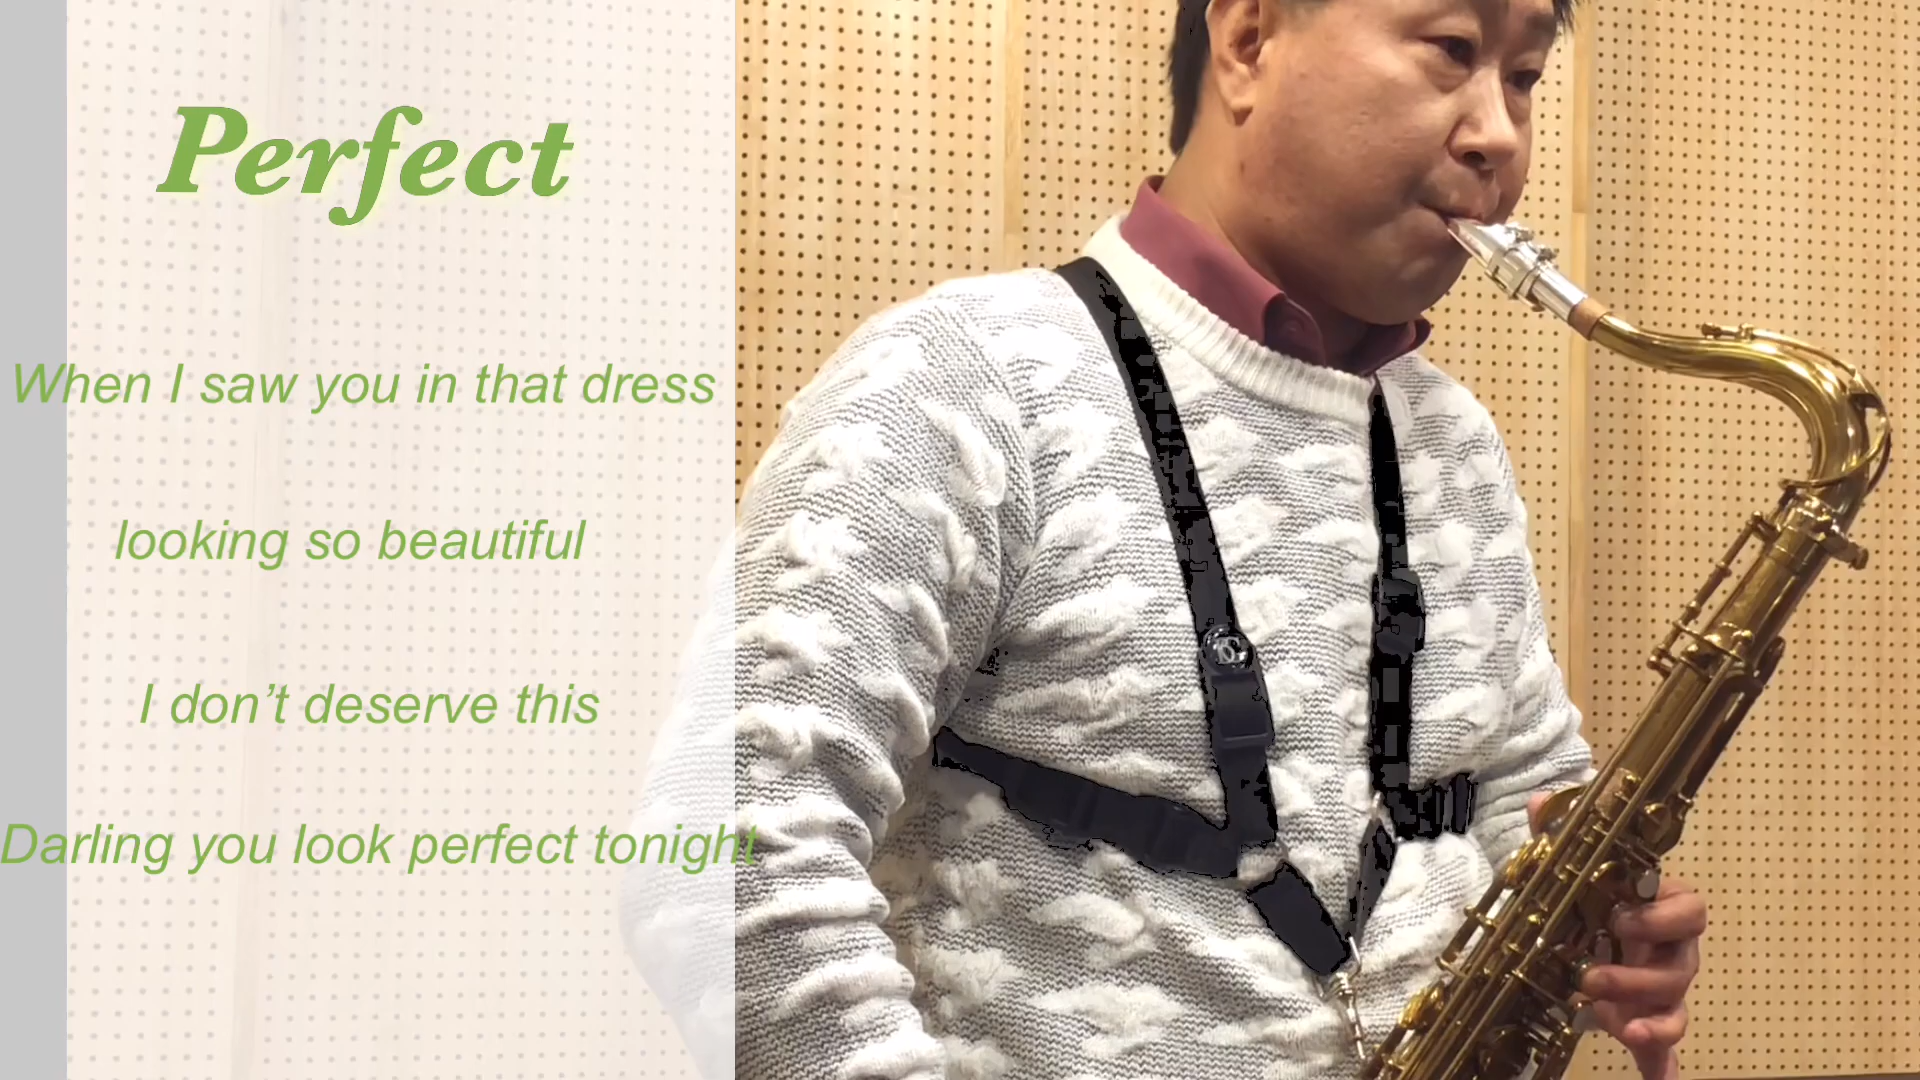 Perfect
When I saw you in that dress
looking so beautiful
I don’t deserve this
Darling you look perfect tonight